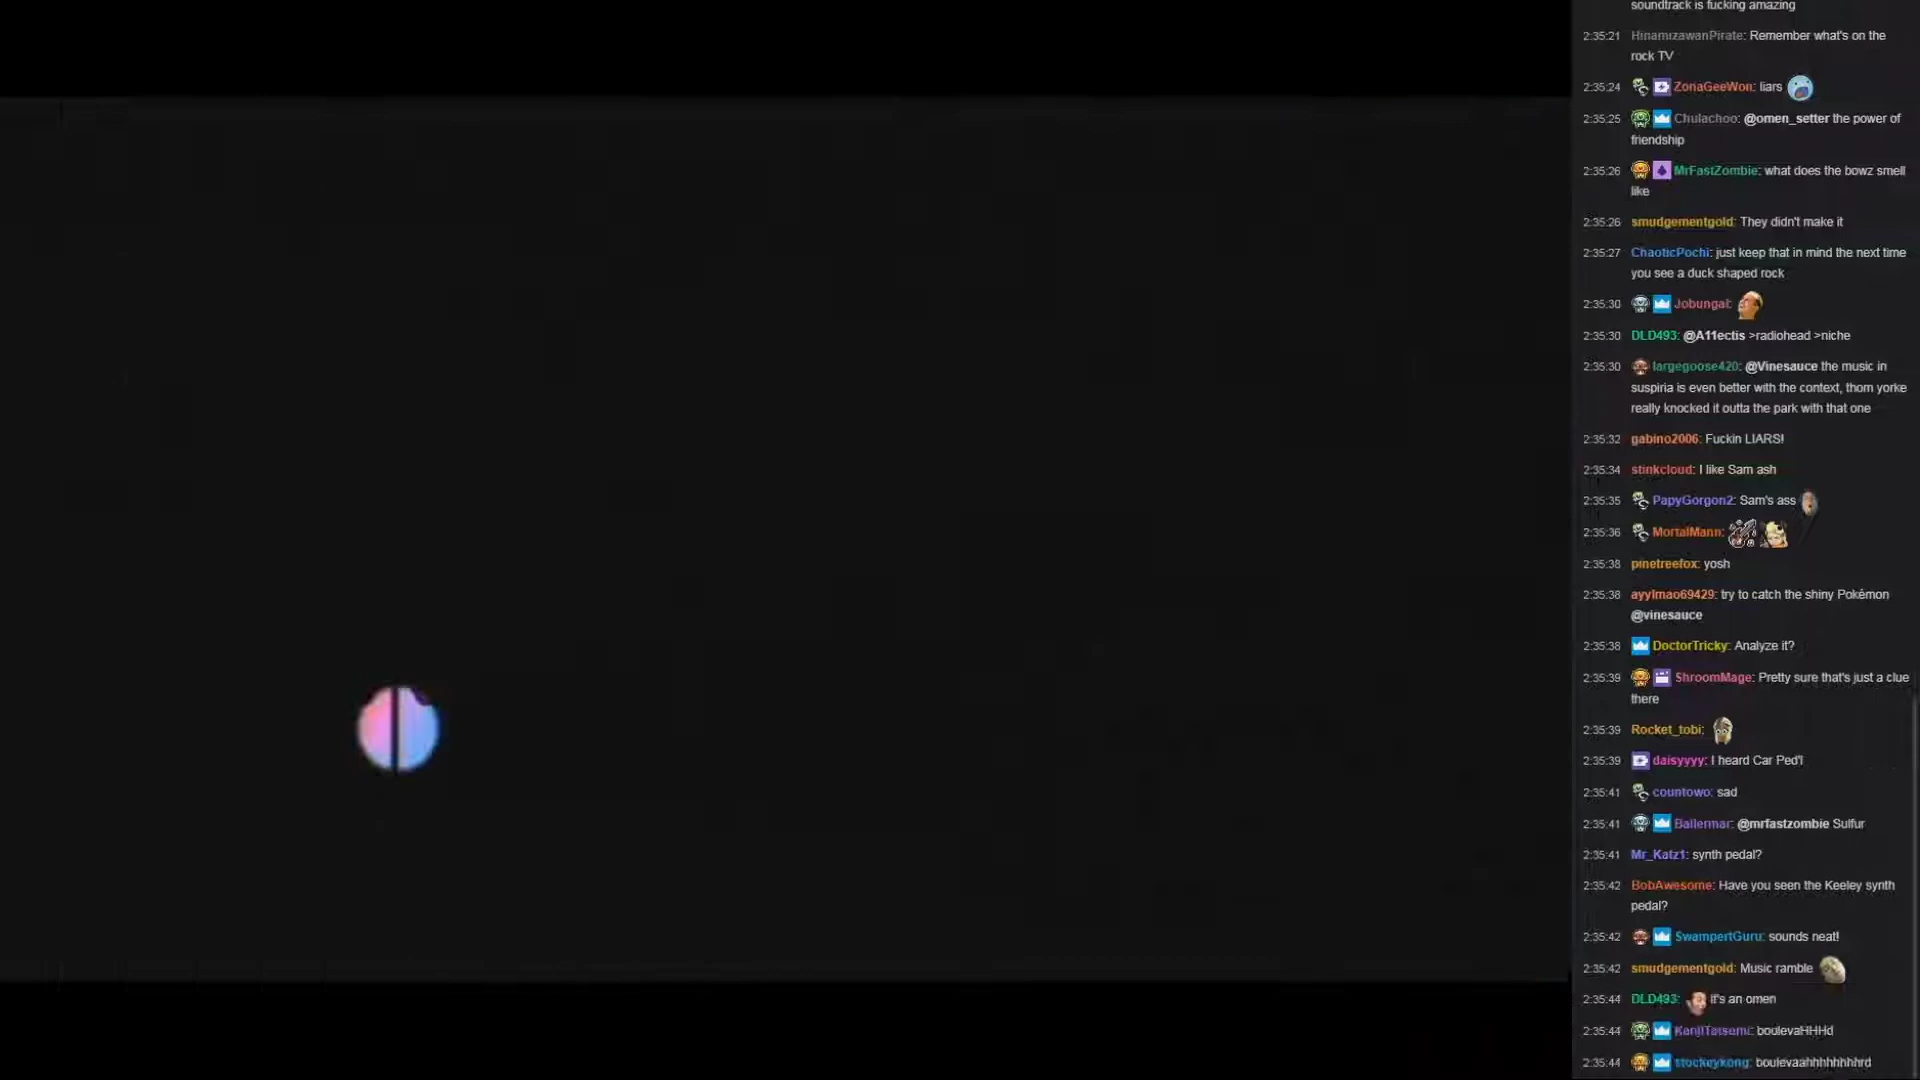 soundtrack is fucking amazing
2:35:21 HinamizawanPirate: Remember what's on the
rock TV
2:35:24 ZonaGeeWon: liars
2:35:25 Chulachoo: @omen_setter the power of
friendship
2:35:26 MrFastZombie: what does the bowz smell
like
2:35:26 smudgementgold: They didn't make it
2:35:27 ChaoticPochi: just keep that in mind the next time
you see a duck shaped rock
2:35:30 Jobungai:
2:35:30 DLD493: @A11ectis >radiohead >niche
2:35:30 largegoose420: @Vinesauce the music in
suspiria is even better with the context, thom yorke
really knocked it outta the park with that one
2:35:32 gabino2006: Fuckin LIARS!
2:35:34 stinkcloud: I like Sam ash
2:35:35 PapyGorgon2: Sam's ass
2:35:36 MortalMann:
2:35:38 pinetreefox: yosh
2:35:38 ayylmao69429: try to catch the shiny Pokémon
@vinesauce
2:35:38 DoctorTricky: Analyze it?
2:35:39 ShroomMage: Pretty sure that's just a clue
there
2:35:39 Rocket_tobi:
2:35:39 daisyyyy: I heard Car Ped'l
2:35:41 countowo: sad
2:35:41 Ballermar: @mrfastzombie Sulfur
2:35:41 Mr_Katz1: synth pedal?
2:35:42 BobAwesome: Have you seen the Keeley synth
pedal?
2:35:42 SwampertGuru: sounds neat!
2:35:42 smudgementgold: Music ramble
2:35:44 DLD493: it's an omen
2:35:44 KanjiTatsumi: boulevaHHHd
2:35:44 stockeykong: boulevaahhhhhhhhrd